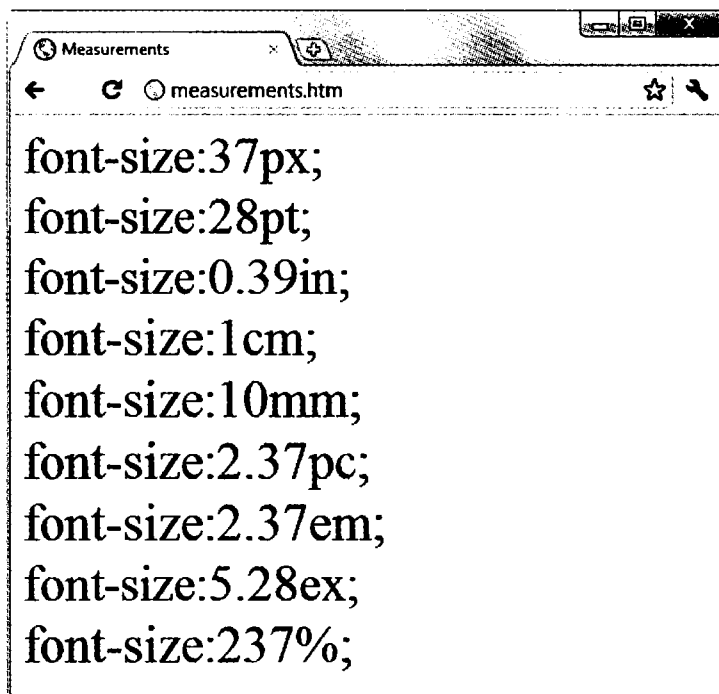 Measurements
measurements.htm
font-size:37px;
font-size:28pt;
font-size:0.39in;
font-size:1cm;
font-size:10mm;
font-size:2.37pc;
font-size:2.37em;
font-size:5.28ex;
font-size:237%;